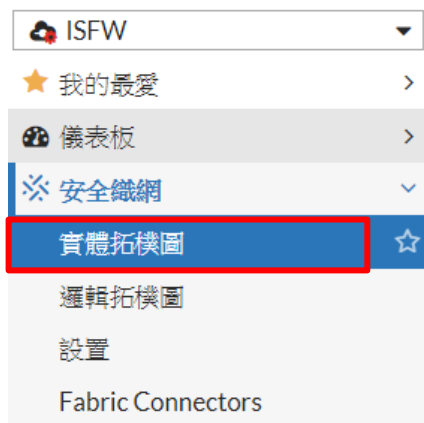 ISFW
我的最愛
儀表板
安全織網
實體拓樸圖
邏輯拓樸圖
設置
Fabric Connectors